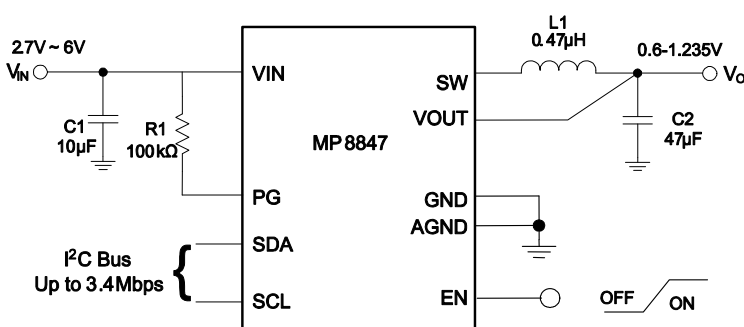 L1
0.47µH
2.7V ~ 6V
VIN
C1
10µF
R1
100kΩ
VIN
PG
SDA
SCL
I²C Bus
Up to 3.4Mbps
MP8847
SW
VOUT
GND
AGND
EN
0.6-1.235V
VO
C2
47µF
OFF
ON